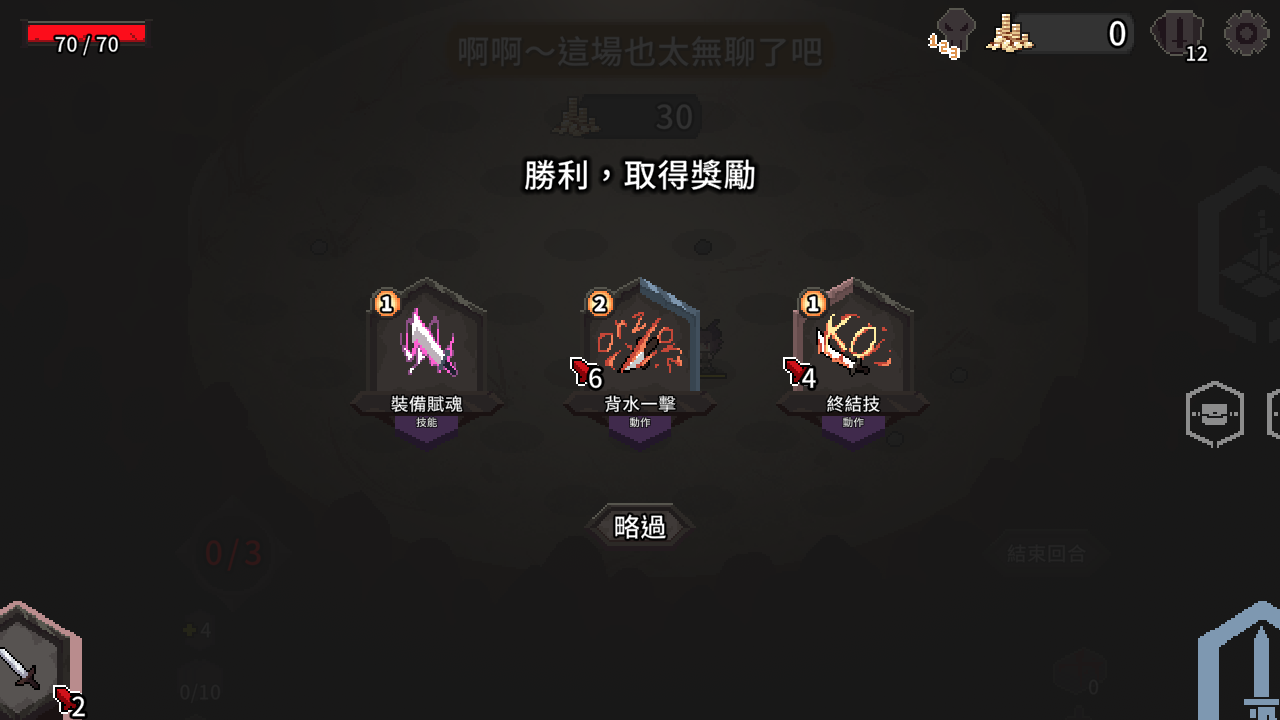 70/70
啊啊～這場也太無聊了吧
123
0
12
30
勝利，取得獎勵
1
2
1
6
4
裝備賦魂
背水一擊
終結技
技能
動作
動作
略過
0/3
結束回合
+4
0/10
0
2